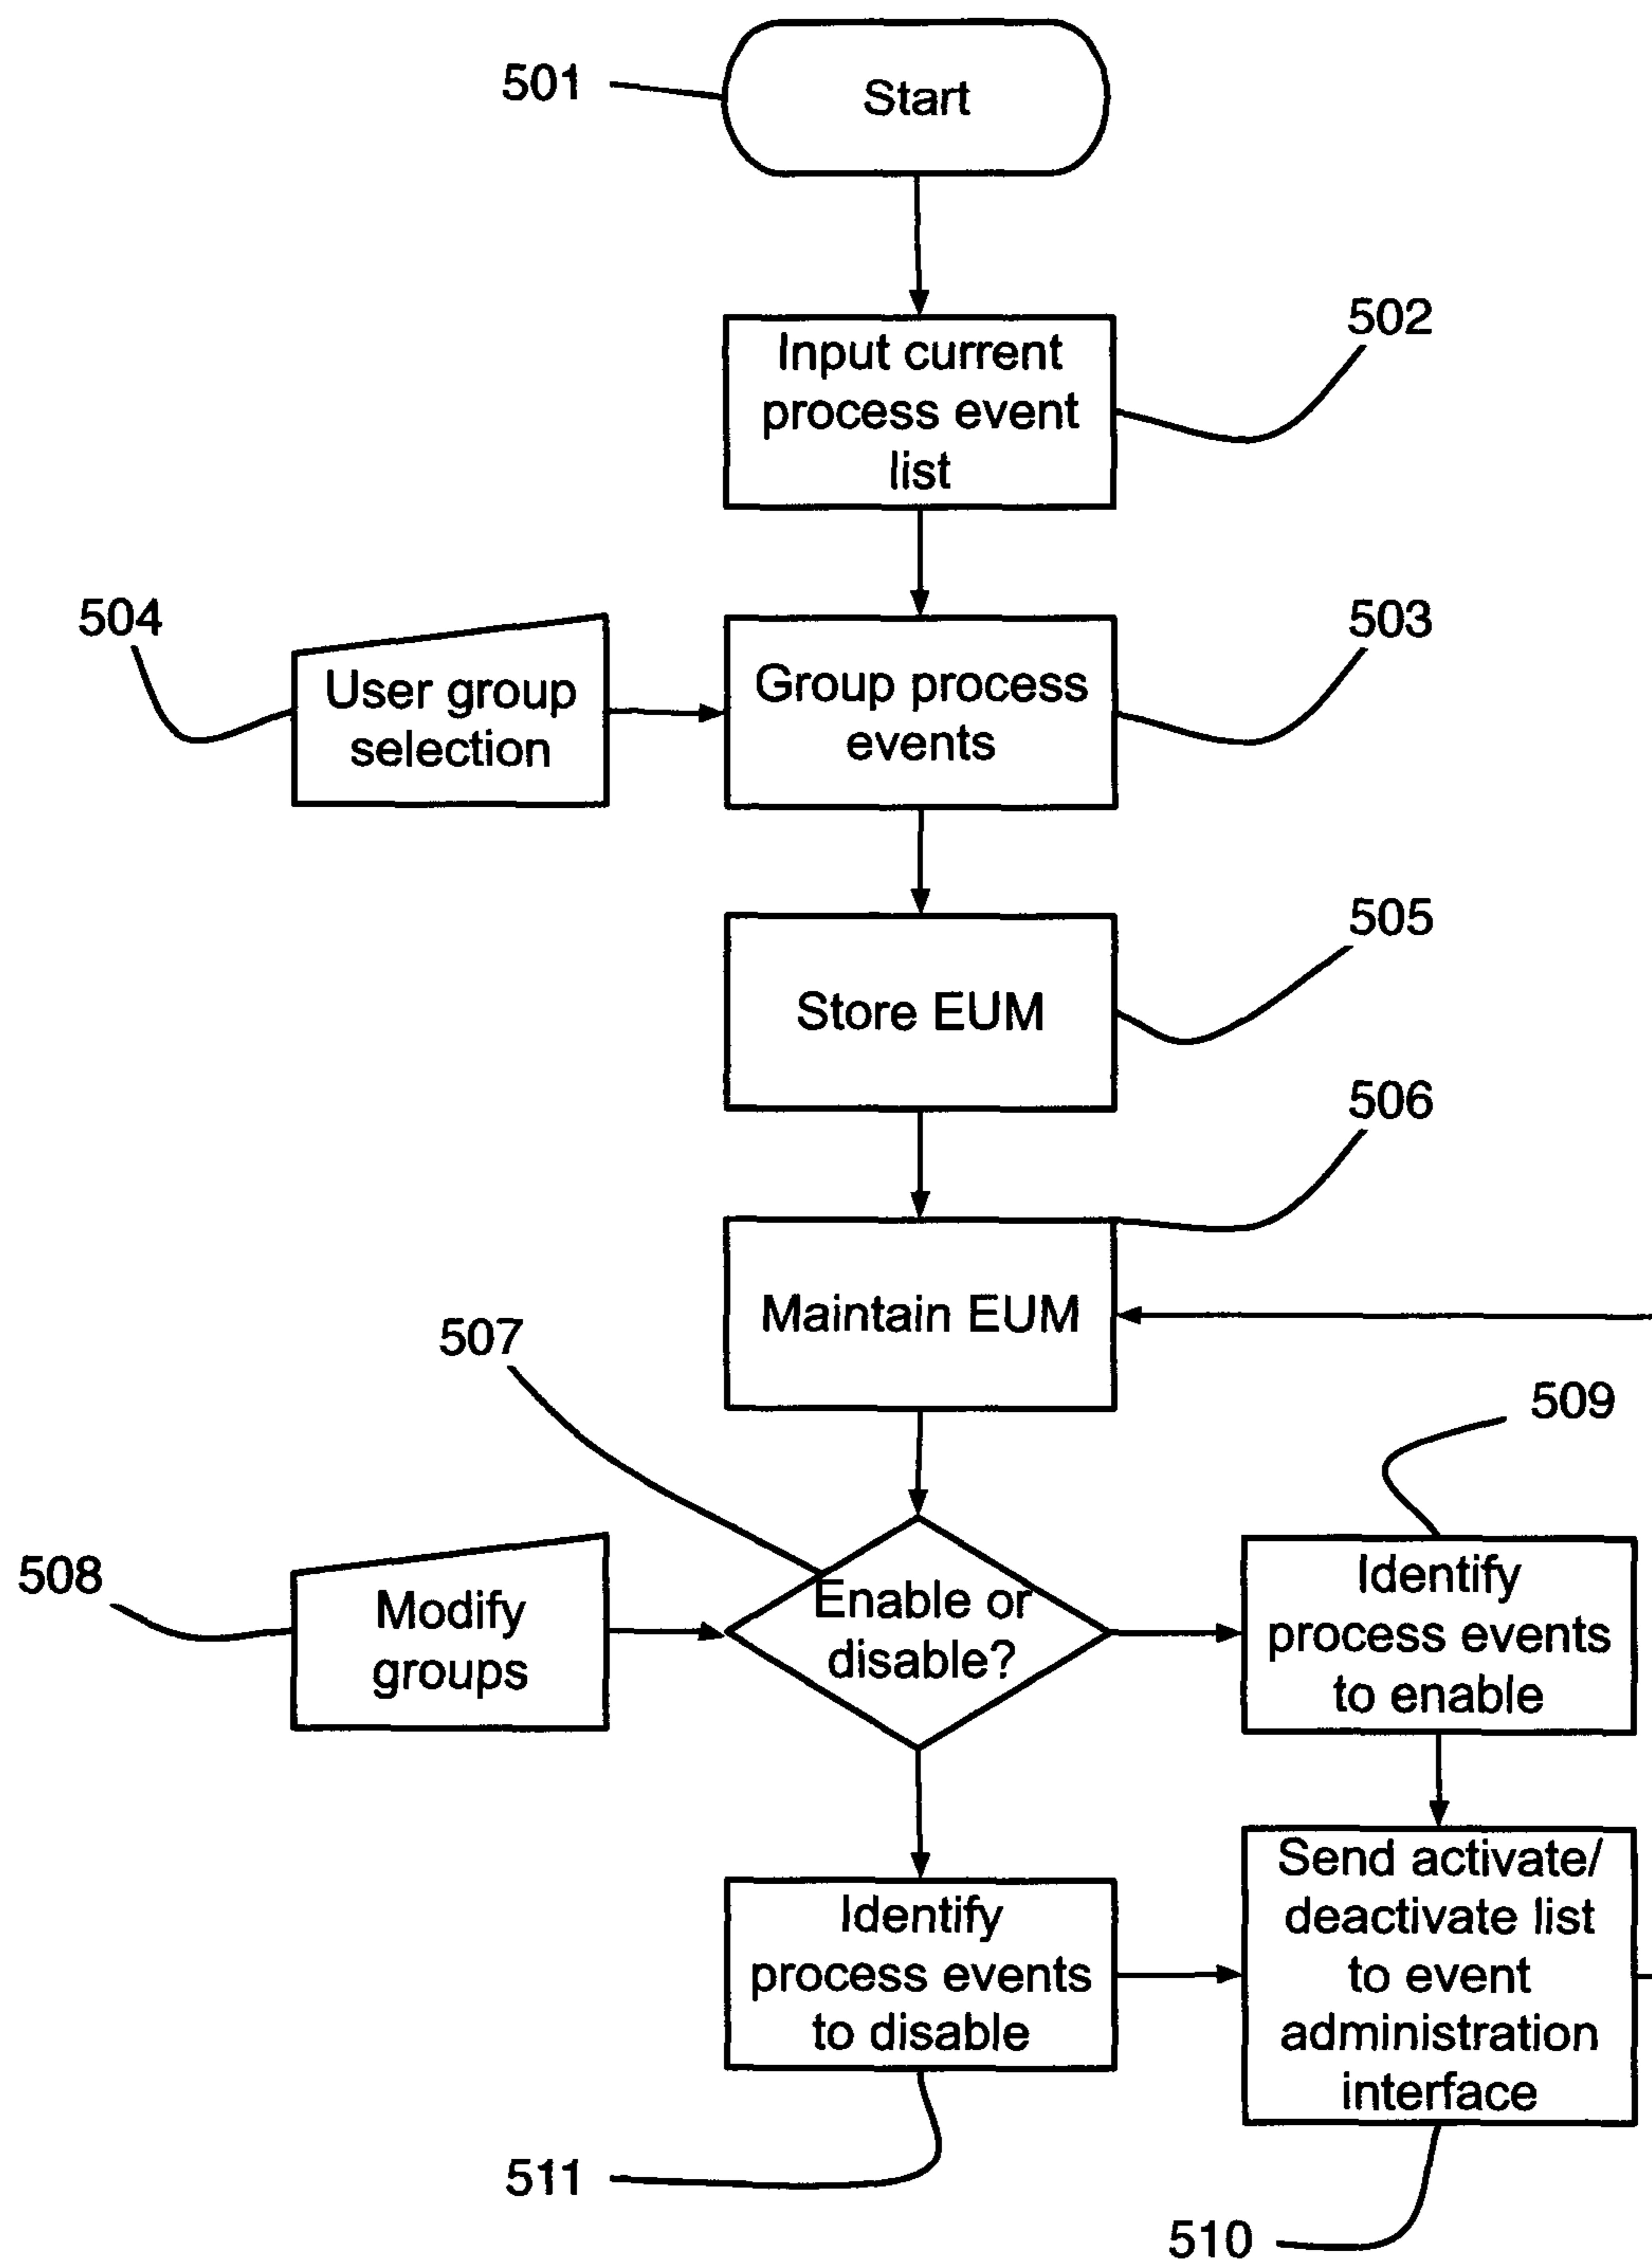 501
Start
502
Input current
process event
list
504
User group
selection
503
Group process
events
505
Store EUM
506
Maintain EUM
507
509
508
Modify
groups
Enable or
disable?
Identify
process events
to enable
Identify
process events
to disable
Send activate/
deactivate list
to event
administration
interface
511
510